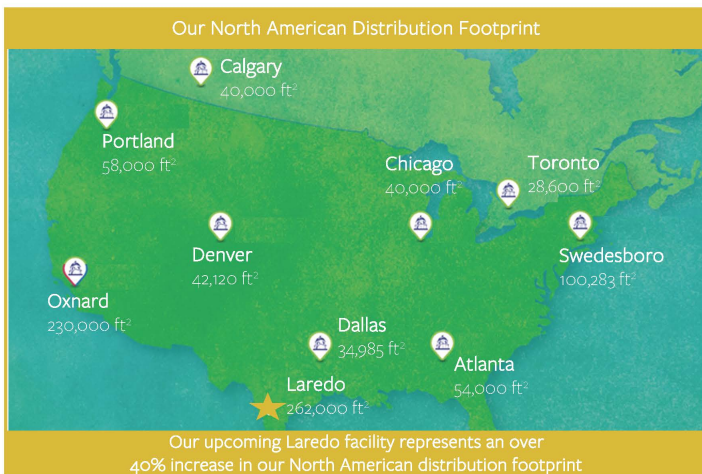 Our North American Distribution Footprint
Calgary
40,000 ft²
Portland
58,000 ft²
Chicago
40,000 ft²
Toronto
28,600 ft²
Denver
42,120 ft²
Swedesboro
100,283 ft²
Oxnard
230,000 ft²
Dallas
34,985 ft²
Atlanta
54,000 ft²
Laredo
262,000 ft²
Our upcoming Laredo facility represents an over
40% increase in our North American distribution footprint